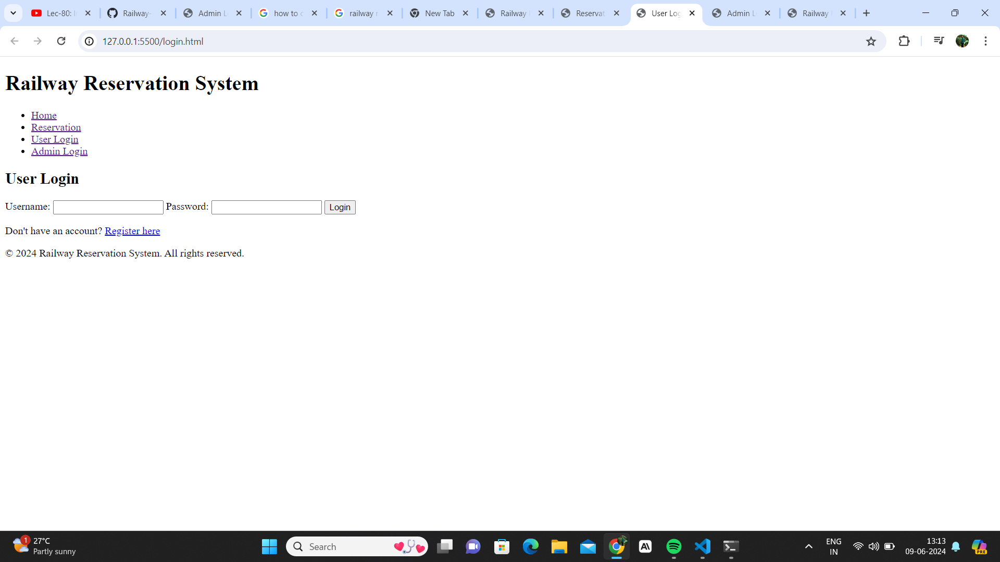 Lec-80: I
Railway-
Admin L
how to c
railway r
New Tab
Railway
Reservat
User Log
Admin L
Railway
127.0.0.1:5500/login.html
Railway Reservation System
Home
Reservation
User Login
Admin Login
User Login
Username: Password: Login
Don't have an account? Register here
© 2024 Railway Reservation System. All rights reserved.
1
27°C
Partly sunny
Search
PRE
ENG
IN
13:13
09-06-2024